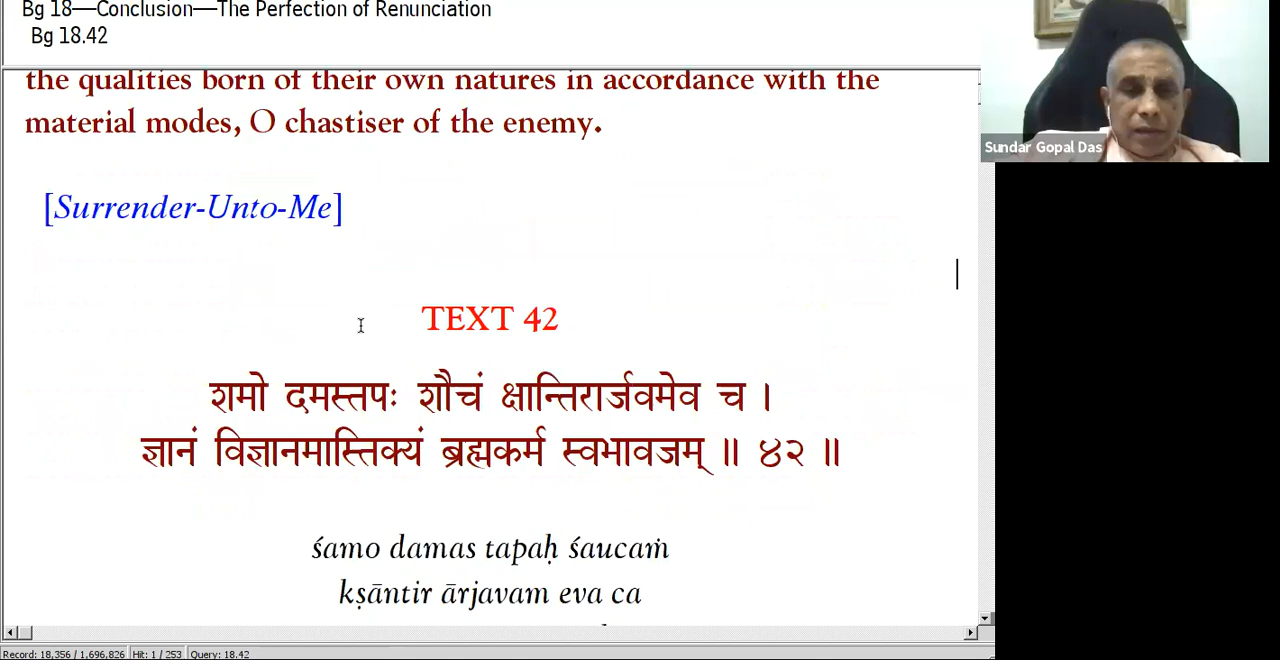 Bg 18—Conclusion—The Perfection of Renunciation
Bg 18.42
the qualities born of their own natures in accordance with the
material modes, O chastiser of the enemy.
[Surrender-Unto-Me]
TEXT 42
शमो दमस्तपः शौचं क्षान्तिरार्जवमेव च ।
ज्ञानं विज्ञानमास्तिक्यं ब्रह्मकर्म स्वभावजम् ॥ ४२ ॥
śamo damas tapaḥ śaucaṁ
kṣāntir ārjavam eva ca
Record: 18,356 / 1,696,826 Hit: 1 / 253 Query: 18.42
Sundar Gopal Das